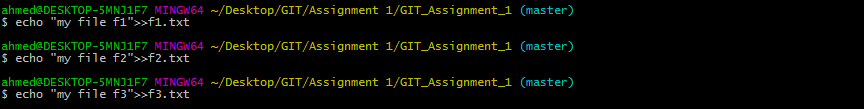 ahmed@DESKTOP-5MNJ1F7 MINGW64 ~/Desktop/GIT/Assignment 1/GIT_Assignment_1 (master)
$ echo "my file f1">>f1.txt
ahmed@DESKTOP-5MNJ1F7 MINGW64 ~/Desktop/GIT/Assignment 1/GIT_Assignment_1 (master)
$ echo "my file f2">>f2.txt
ahmed@DESKTOP-5MNJ1F7 MINGW64 ~/Desktop/GIT/Assignment 1/GIT_Assignment_1 (master)
$ echo "my file f3">>f3.txt